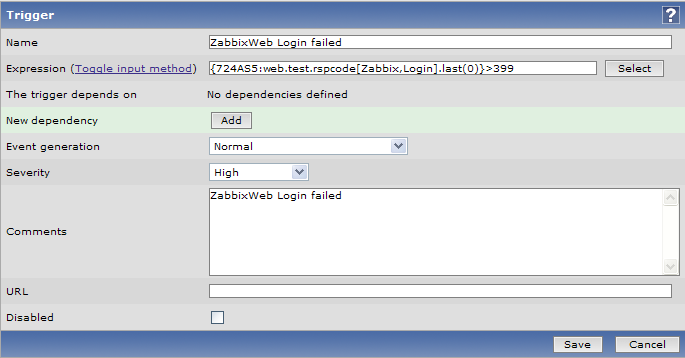 Trigger ?
Name ZabbixWeb Login failed
Expression (Toggle input method) {724AS5:web.test.rspcode[Zabbix,Login].last(0)}>399 Select
The trigger depends on No dependencies defined
New dependency Add
Event generation Normal
Severity High
ZabbixWeb Login failed
Comments
URL
Disabled
Save Cancel